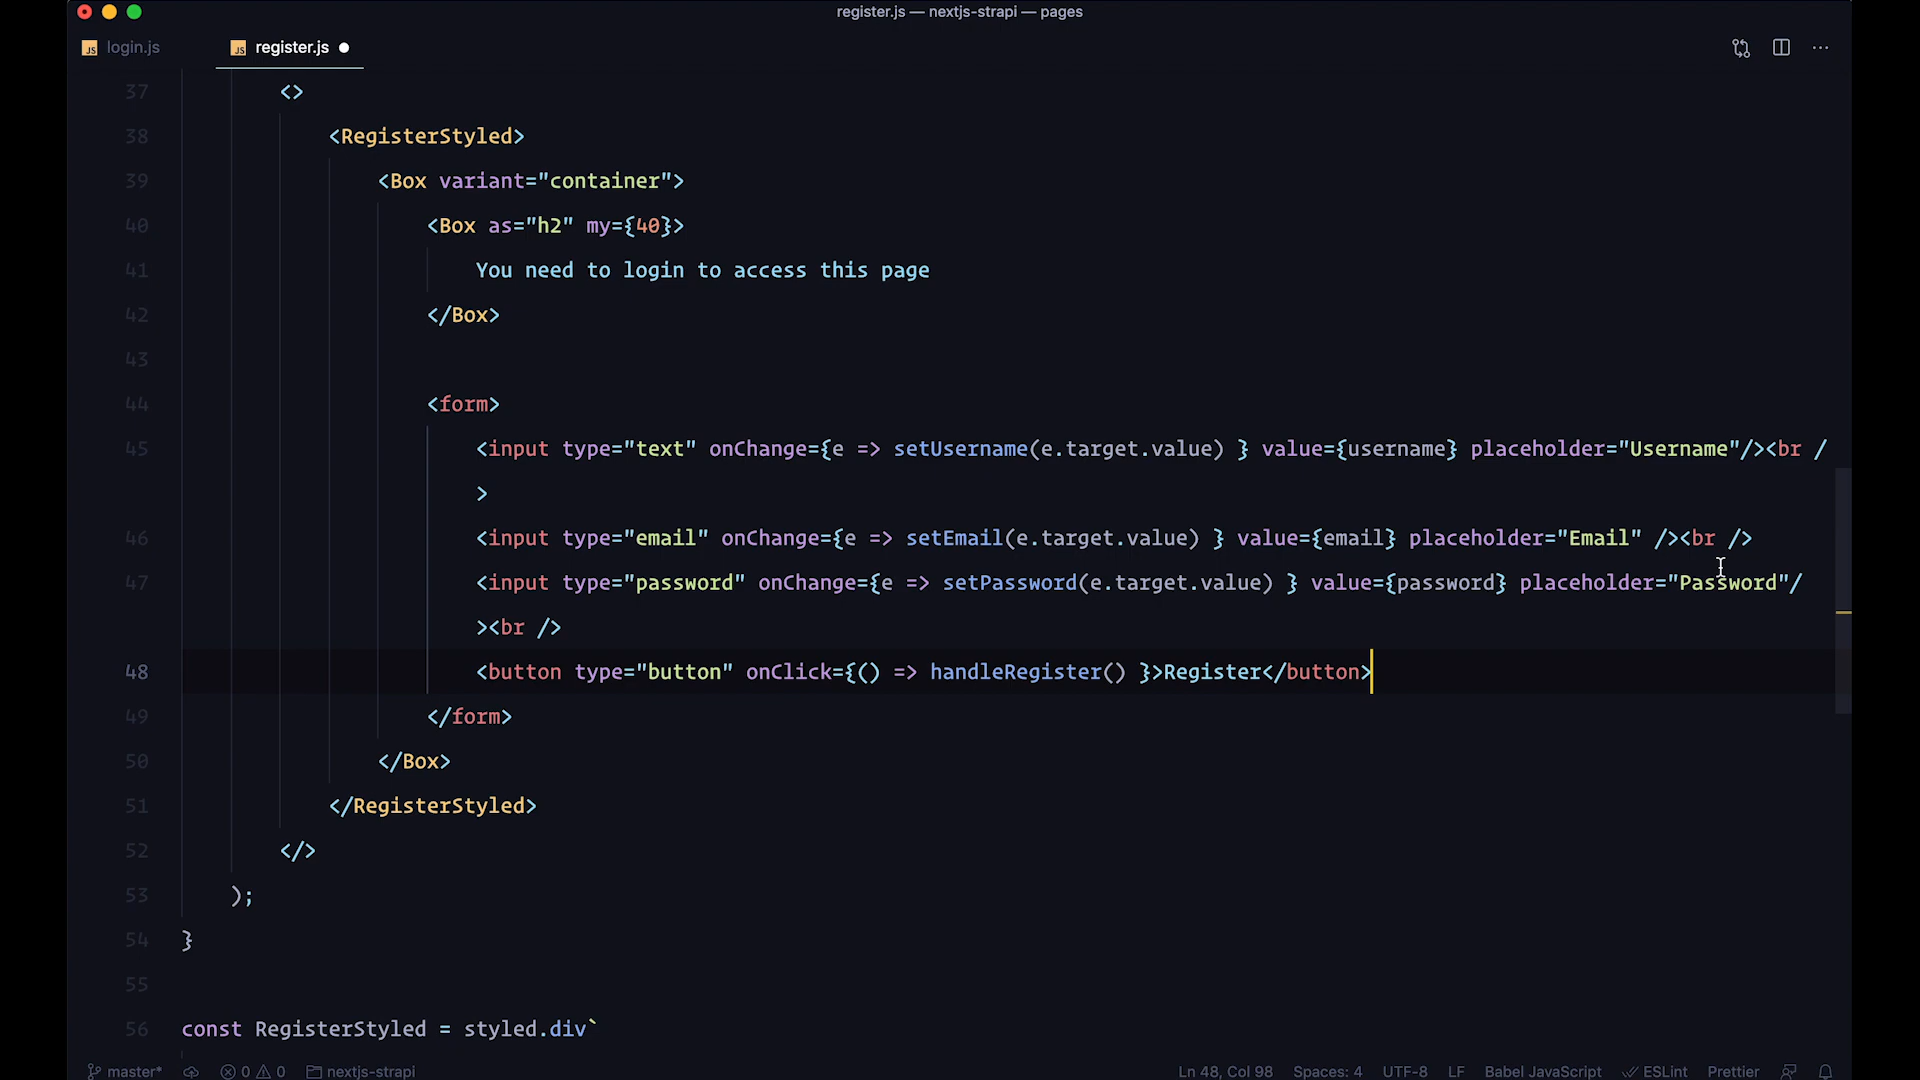 register.js — nextjs-strapi — pages
JS login.js JS register.js ●
37 <>
38 <RegisterStyled>
39 <Box variant="container">
40 <Box as="h2" my={40}>
41 You need to login to access this page
42 </Box>
43
44 <form>
45 <input type="text" onChange={e => setUsername(e.target.value) } value={username} placeholder="Username"/><br /
>
46 <input type="email" onChange={e => setEmail(e.target.value) } value={email} placeholder="Email" /><br />
47 <input type="password" onChange={e => setPassword(e.target.value) } value={password} placeholder="Password"/
><br />
48 <button type="button" onClick={() => handleRegister() }>Register</button>
49 </form>
50 </Box>
51 </RegisterStyled>
52 </>
53 );
54 }
55
56 const RegisterStyled = styled.div`
master* 0 0 nextjs-strapi Ln 48, Col 98 Spaces: 4 UTF-8 LF Babel JavaScript ESLint Prettier